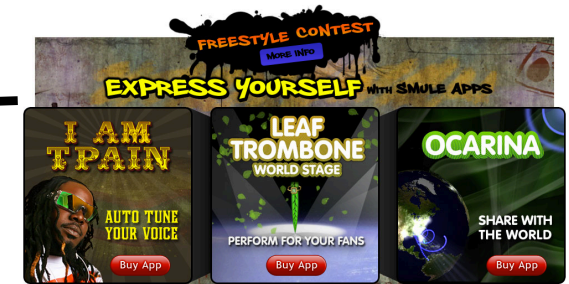 FREESTYLE CONTEST
MORE INFO
EXPRESS YOURSELF WITH SMULE APPS
I AM
TPAIN
AUTO TUNE
YOUR VOICE
Buy App
LEAF
TROMBONE
WORLD STAGE
PERFORM FOR YOUR FANS
Buy App
OCARINA
SHARE WITH
THE WORLD
Buy App